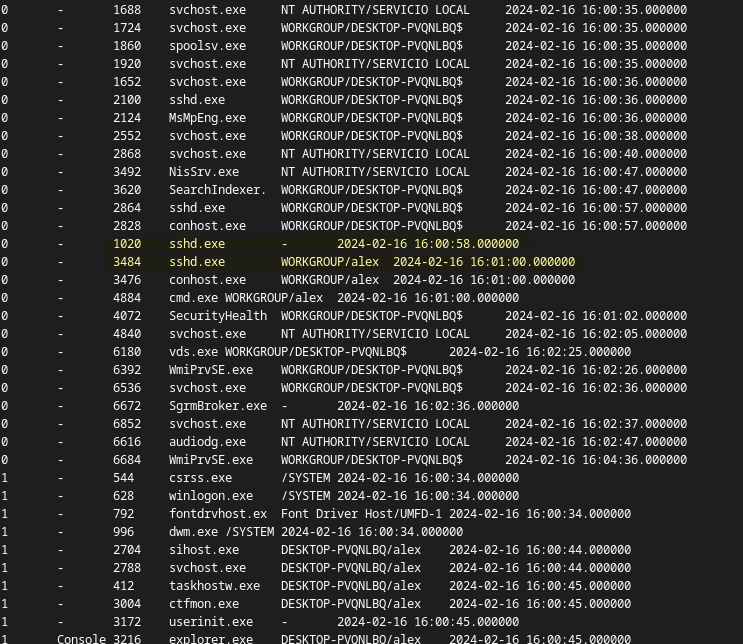 0 - 1688 svchost.exe NT AUTHORITY/SERVICIO LOCAL 2024-02-16 16:00:35.000000
0 - 1724 svchost.exe WORKGROUP/DESKTOP-PVQNLBQ$ 2024-02-16 16:00:35.000000
0 - 1860 spoolsv.exe WORKGROUP/DESKTOP-PVQNLBQ$ 2024-02-16 16:00:35.000000
0 - 1920 svchost.exe NT AUTHORITY/SERVICIO LOCAL 2024-02-16 16:00:35.000000
0 - 1652 svchost.exe WORKGROUP/DESKTOP-PVQNLBQ$ 2024-02-16 16:00:36.000000
0 - 2100 sshd.exe WORKGROUP/DESKTOP-PVQNLBQ$ 2024-02-16 16:00:36.000000
0 - 2124 MsMpEng.exe WORKGROUP/DESKTOP-PVQNLBQ$ 2024-02-16 16:00:36.000000
0 - 2552 svchost.exe WORKGROUP/DESKTOP-PVQNLBQ$ 2024-02-16 16:00:38.000000
0 - 2868 svchost.exe NT AUTHORITY/SERVICIO LOCAL 2024-02-16 16:00:40.000000
0 - 3492 NisSrv.exe NT AUTHORITY/SERVICIO LOCAL 2024-02-16 16:00:47.000000
0 - 3620 SearchIndexer. WORKGROUP/DESKTOP-PVQNLBQ$ 2024-02-16 16:00:47.000000
0 - 2864 sshd.exe WORKGROUP/DESKTOP-PVQNLBQ$ 2024-02-16 16:00:57.000000
0 - 2828 conhost.exe WORKGROUP/DESKTOP-PVQNLBQ$ 2024-02-16 16:00:57.000000
0 - 1020 sshd.exe - 2024-02-16 16:00:58.000000
0 - 3484 sshd.exe WORKGROUP/alex 2024-02-16 16:01:00.000000
0 - 3476 conhost.exe WORKGROUP/alex 2024-02-16 16:01:00.000000
0 - 4884 cmd.exe WORKGROUP/alex 2024-02-16 16:01:00.000000
0 - 4072 SecurityHealth WORKGROUP/DESKTOP-PVQNLBQ$ 2024-02-16 16:01:02.000000
0 - 4840 svchost.exe NT AUTHORITY/SERVICIO LOCAL 2024-02-16 16:02:05.000000
0 - 6180 vds.exe WORKGROUP/DESKTOP-PVQNLBQ$ 2024-02-16 16:02:25.000000
0 - 6392 WmiPrvSE.exe WORKGROUP/DESKTOP-PVQNLBQ$ 2024-02-16 16:02:26.000000
0 - 6536 svchost.exe WORKGROUP/DESKTOP-PVQNLBQ$ 2024-02-16 16:02:36.000000
0 - 6672 SgrmBroker.exe - 2024-02-16 16:02:36.000000
0 - 6852 svchost.exe NT AUTHORITY/SERVICIO LOCAL 2024-02-16 16:02:37.000000
0 - 6616 audiodg.exe NT AUTHORITY/SERVICIO LOCAL 2024-02-16 16:02:47.000000
0 - 6684 WmiPrvSE.exe WORKGROUP/DESKTOP-PVQNLBQ$ 2024-02-16 16:04:36.000000
1 - 544 csrss.exe /SYSTEM 2024-02-16 16:00:34.000000
1 - 628 winlogon.exe /SYSTEM 2024-02-16 16:00:34.000000
1 - 792 fontdrvhost.ex Font Driver Host/UMFD-1 2024-02-16 16:00:34.000000
1 - 996 dwm.exe /SYSTEM 2024-02-16 16:00:34.000000
1 - 2704 sihost.exe DESKTOP-PVQNLBQ/alex 2024-02-16 16:00:44.000000
1 - 2788 svchost.exe DESKTOP-PVQNLBQ/alex 2024-02-16 16:00:44.000000
1 - 412 taskhostw.exe DESKTOP-PVQNLBQ/alex 2024-02-16 16:00:45.000000
1 - 3004 ctfmon.exe DESKTOP-PVQNLBQ/alex 2024-02-16 16:00:45.000000
1 - 3172 userinit.exe - 2024-02-16 16:00:45.000000
1 Console 3216 explorer.exe DESKTOP-PVQNLBQ/alex 2024-02-16 16:00:45.000000